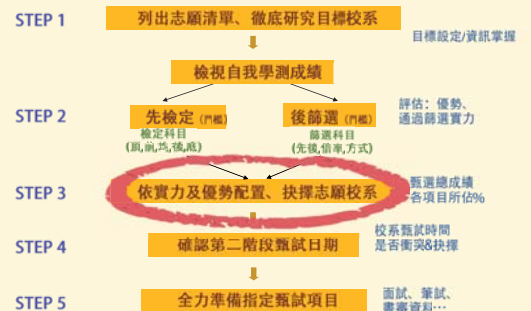 STEP 1
列出志願清單、徹底研究目標校系
目標設定/資訊掌握
檢視自我學測成績
STEP 2
先檢定（門檻）
後篩選（門檻）
評估：優勢、
通過篩選實力
檢定科目
(頂,前,均,後,底)
篩選科目
(先後,倍率,方式)
STEP 3
依實力及優勢配置、抉擇志願校系
甄選總成績
各項目所佔%
STEP 4
確認第二階段甄試日期
校系甄試時間
是否衝突&抉擇
STEP 5
全力準備指定甄試項目
面試、筆試、
書審資料…